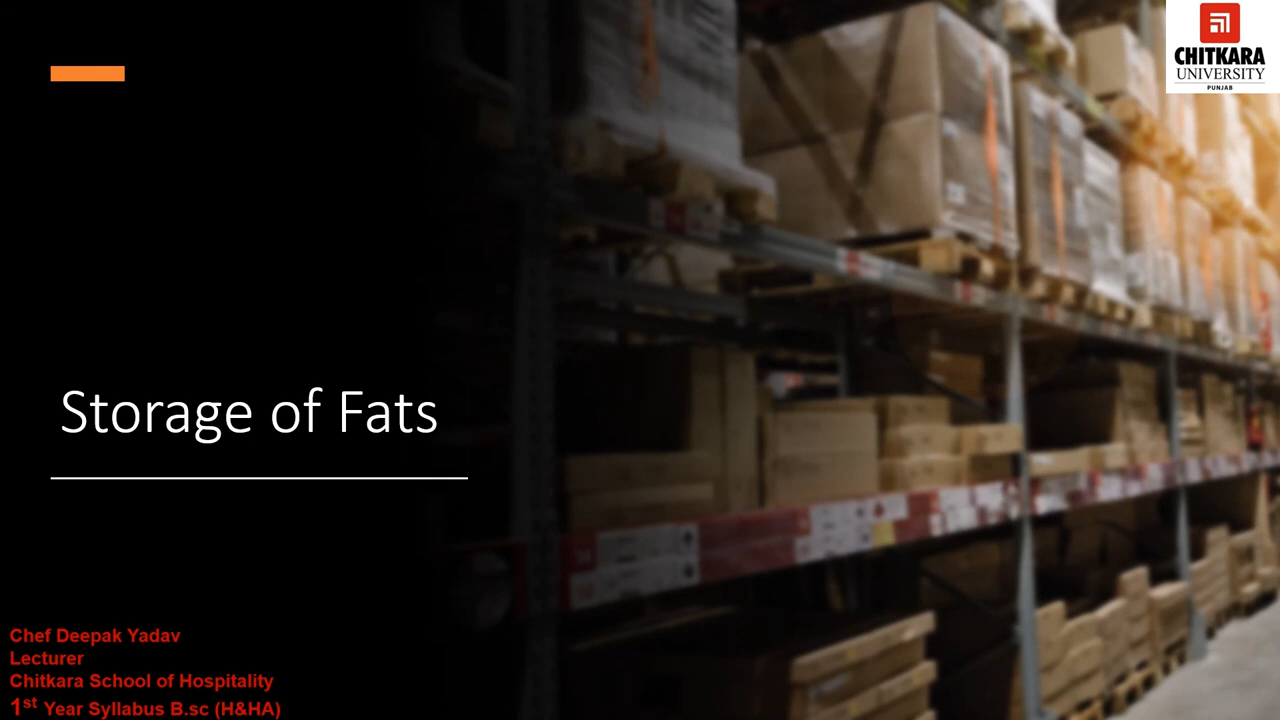 CHITKARA
UNIVERSITY
PUNJAB
Storage of Fats
Chef Deepak Yadav
Lecturer
Chitkara School of Hospitality
1st Year Syllabus B.sc (H&HA)